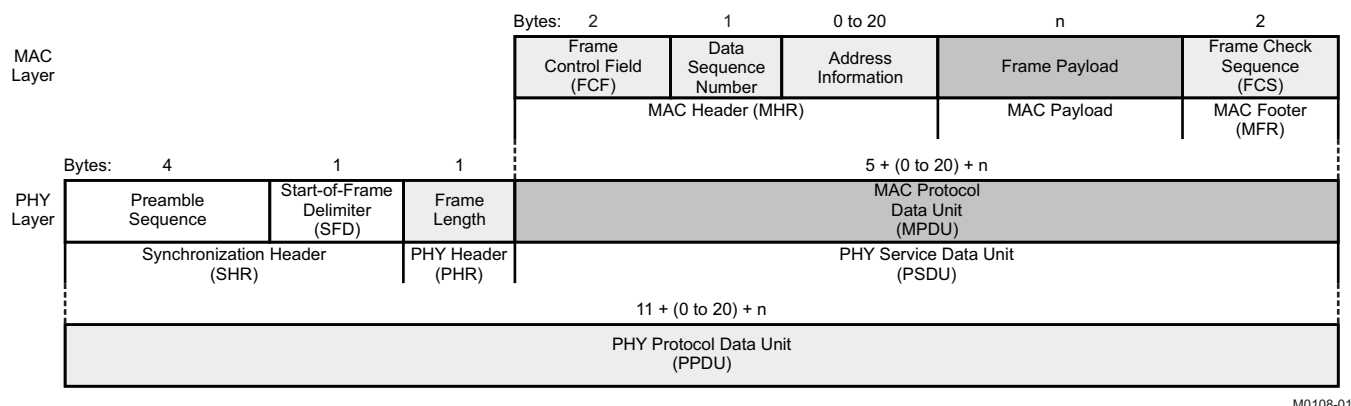 Bytes: 2 1 0 to 20 n 2
MAC
Layer
Frame
Control Field
(FCF)
Data
Sequence
Number
Address
Information
Frame Payload
Frame Check
Sequence
(FCS)
MAC Header (MHR)
MAC Payload
MAC Footer
(MFR)
Bytes: 4 1 1 5 + (0 to 20) + n
PHY
Layer
Preamble
Sequence
Start-of-Frame
Delimiter
(SFD)
Frame
Length
MAC Protocol
Data Unit
(MPDU)
Synchronization Header
(SHR)
PHY Header
(PHR)
PHY Service Data Unit
(PSDU)
11 + (0 to 20) + n
PHY Protocol Data Unit
(PPDU)
M0108-01